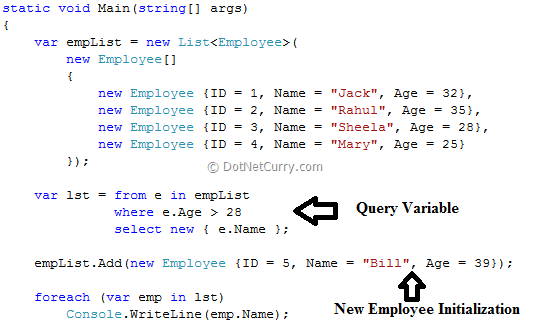 static void Main(string[] args)
{
var empList = new List<Employee>(
new Employee[]
{
new Employee {ID = 1, Name = "Jack", Age = 32},
new Employee {ID = 2, Name = "Rahul", Age = 35},
new Employee {ID = 3, Name = "Sheela", Age = 28},
new Employee {ID = 4, Name = "Mary", Age = 25}
});
© DotNetCurry.com
var lst = from e in empList
where e.Age > 28
select new { e.Name };
Query Variable
empList.Add(new Employee {ID = 5, Name = "Bill", Age = 39});
New Employee Initialization
foreach (var emp in lst)
Console.WriteLine(emp.Name);